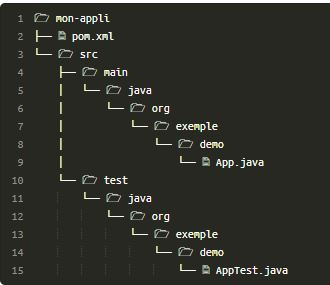 1 mon-appli
2 ├── pom.xml
3 └── src
4 ├── main
5 │ └── java
6 │ └── org
7 │ └── exemple
8 │ └── demo
9 │ └── App.java
10 └── test
11 └── java
12 └── org
13 └── exemple
14 └── demo
15 └── AppTest.java